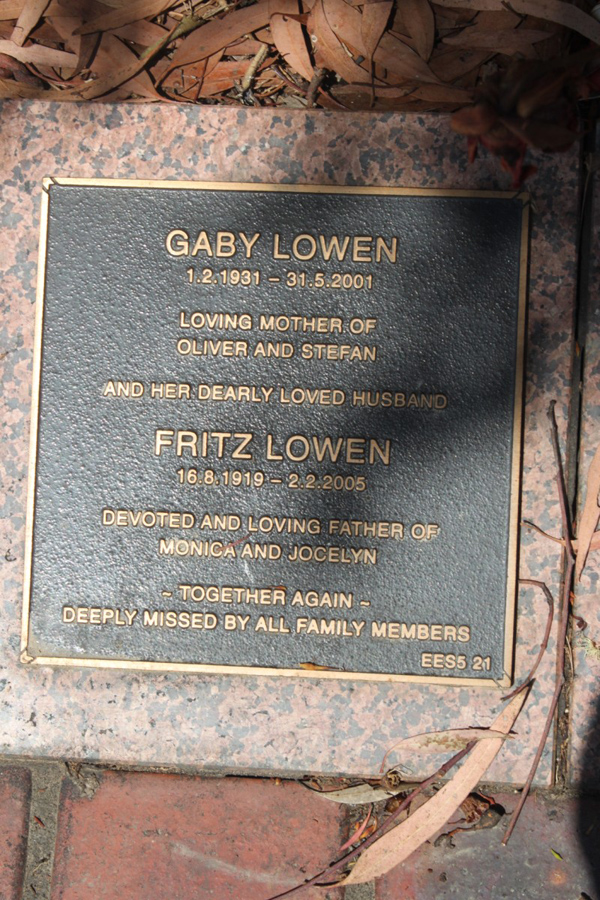 GABY LOWEN
1.2.1931 – 31.5.2001
LOVING MOTHER OF
OLIVER AND STEFAN
AND HER DEARLY LOVED HUSBAND
FRITZ LOWEN
16.8.1919 – 2.2.2005
DEVOTED AND LOVING FATHER OF
MONICA AND JOCELYN
~ TOGETHER AGAIN ~
DEEPLY MISSED BY ALL FAMILY MEMBERS
EES5 21